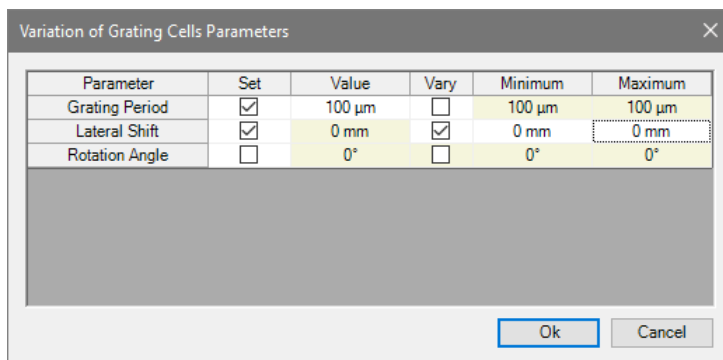 Variation of Grating Cells Parameters
Parameter Set Value Vary Minimum Maximum
Grating Period 100 µm 100 µm 100 µm
Lateral Shift 0 mm 0 mm 0 mm
Rotation Angle 0° 0° 0°
Ok Cancel